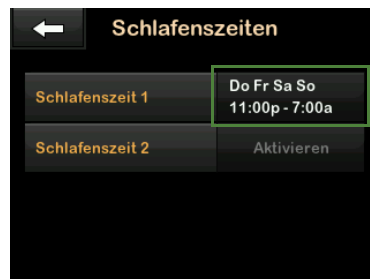 Schlafenszeiten
Schlafenszeit 1
Do Fr Sa So
11:00p - 7:00a
Schlafenszeit 2
Aktivieren